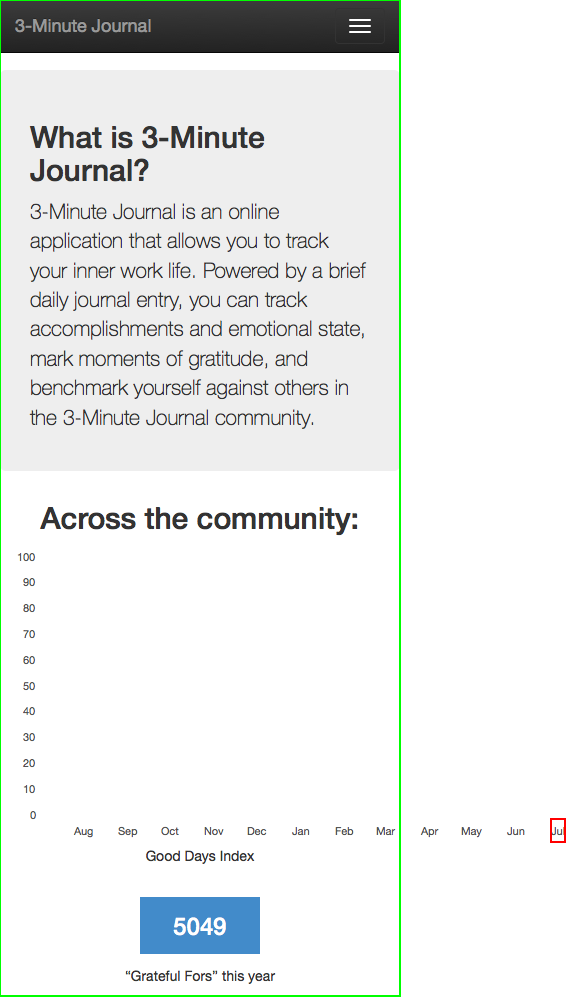 3-Minute Journal
What is 3-Minute
Journal?
3-Minute Journal is an online
application that allows you to track
your inner work life. Powered by a brief
daily journal entry, you can track
accomplishments and emotional state,
mark moments of gratitude, and
benchmark yourself against others in
the 3-Minute Journal community.
Across the community:
100
90
80
70
60
50
40
30
20
10
0
Aug Sep Oct Nov Dec Jan Feb Mar Apr May Jun Jul
Good Days Index
5049
“Grateful Fors” this year